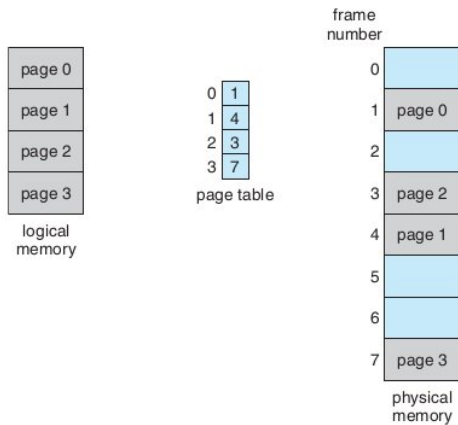 page 0
page 1
page 2
page 3
logical
memory
0 1
1 4
2 3
3 7
page table
frame
number
0
1 page 0
2
3 page 2
4 page 1
5
6
7 page 3
physical
memory